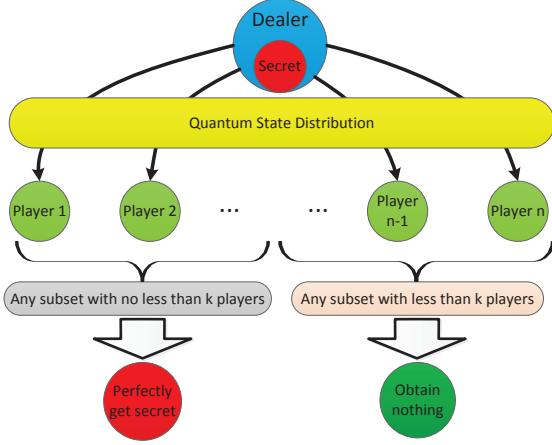 Dealer
Secret
Quantum State Distribution
Player 1
Player 2
...
...
Player
n-1
Player n
Any subset with no less than k players
Any subset with less than k players
Perfectly
get secret
Obtain
nothing